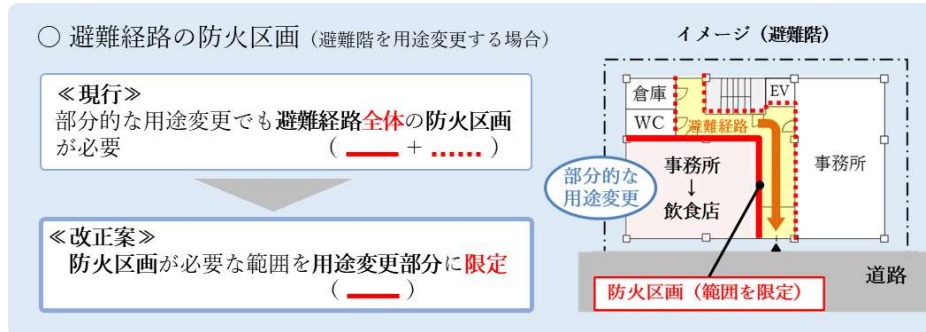 〇 避難経路の防火区画（避難階を用途変更する場合）
≪現行≫
部分的な用途変更でも避難経路全体の防火区画
が必要 （ ＋ ）
≪改正案≫
防火区画が必要な範囲を用途変更部分に限定
（ ）
イメージ（避難階）
倉庫
EV
WC
避難経路
事務所
↓
飲食店
事務所
部分的な
用途変更
道路
防火区画（範囲を限定）